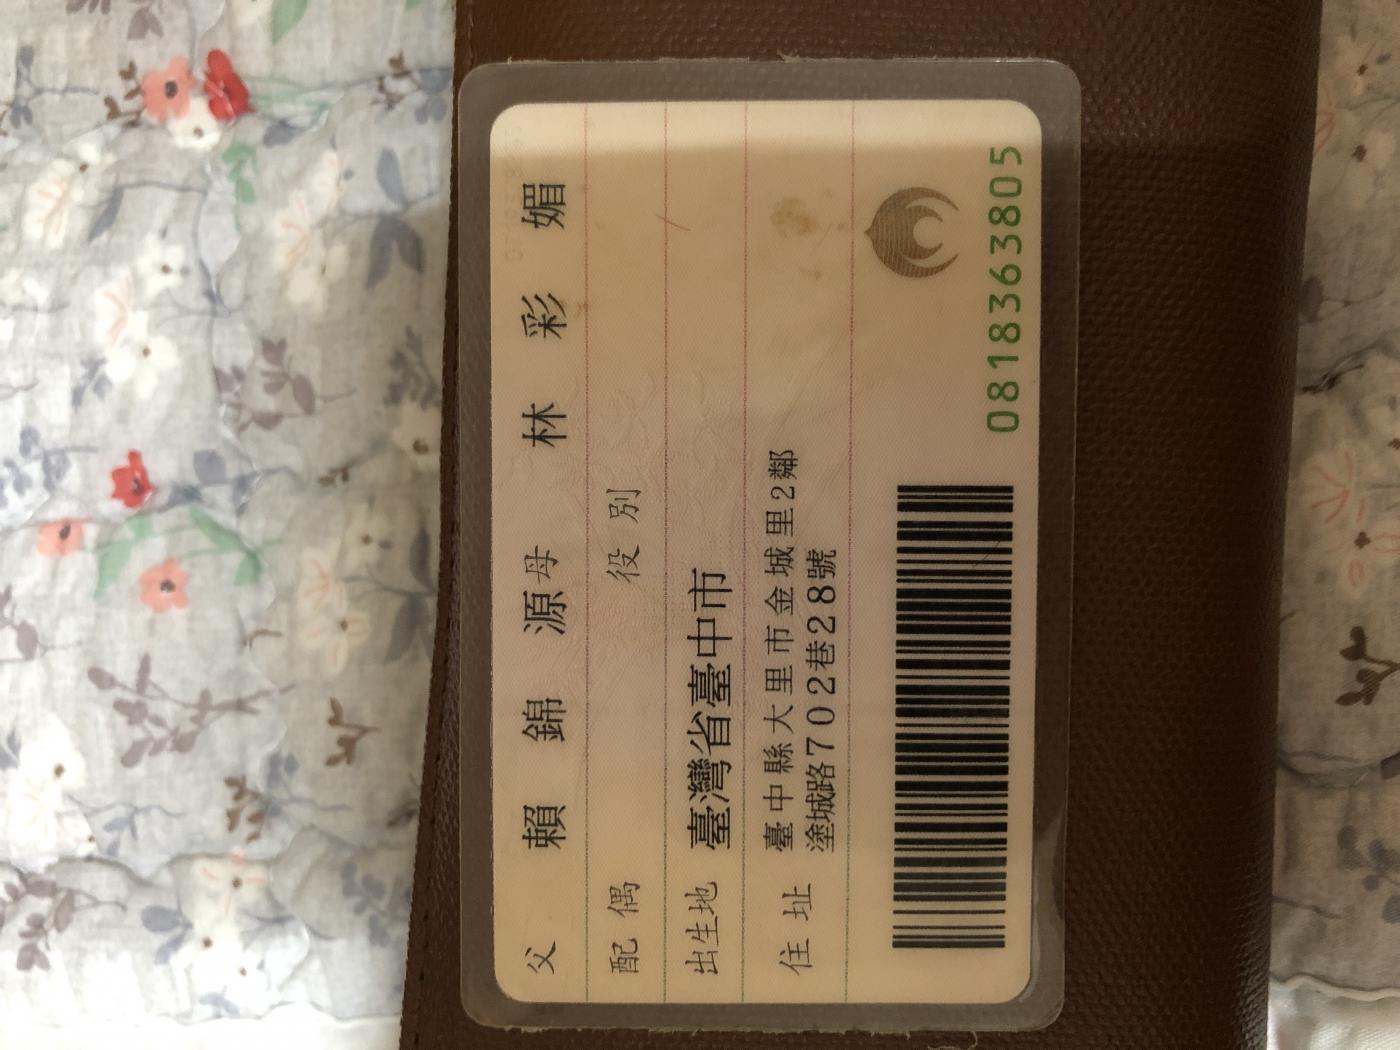 父 賴錦源 母 林彩媚
配偶 役別
出生地 臺灣省臺中市
住址 臺中縣大里市金城里2鄰
塗城路702巷28號
0818363805